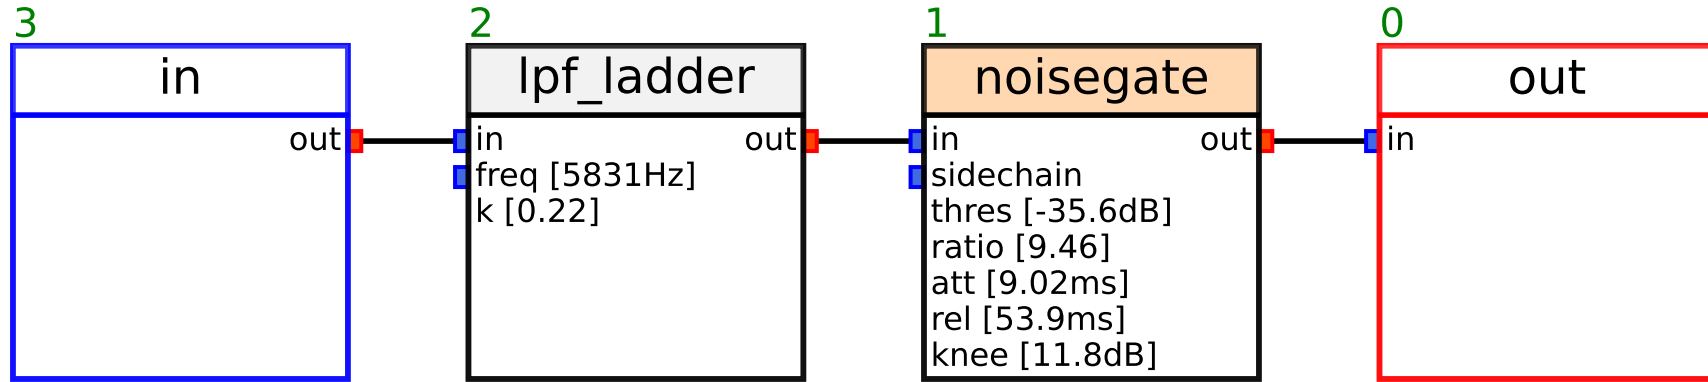 3
in
out
2
lpf_ladder
in
out
freq [5831Hz]
k [0.22]
1
noisegate
in
out
sidechain
thres [-35.6dB]
ratio [9.46]
att [9.02ms]
rel [53.9ms]
knee [11.8dB]
0
out
in